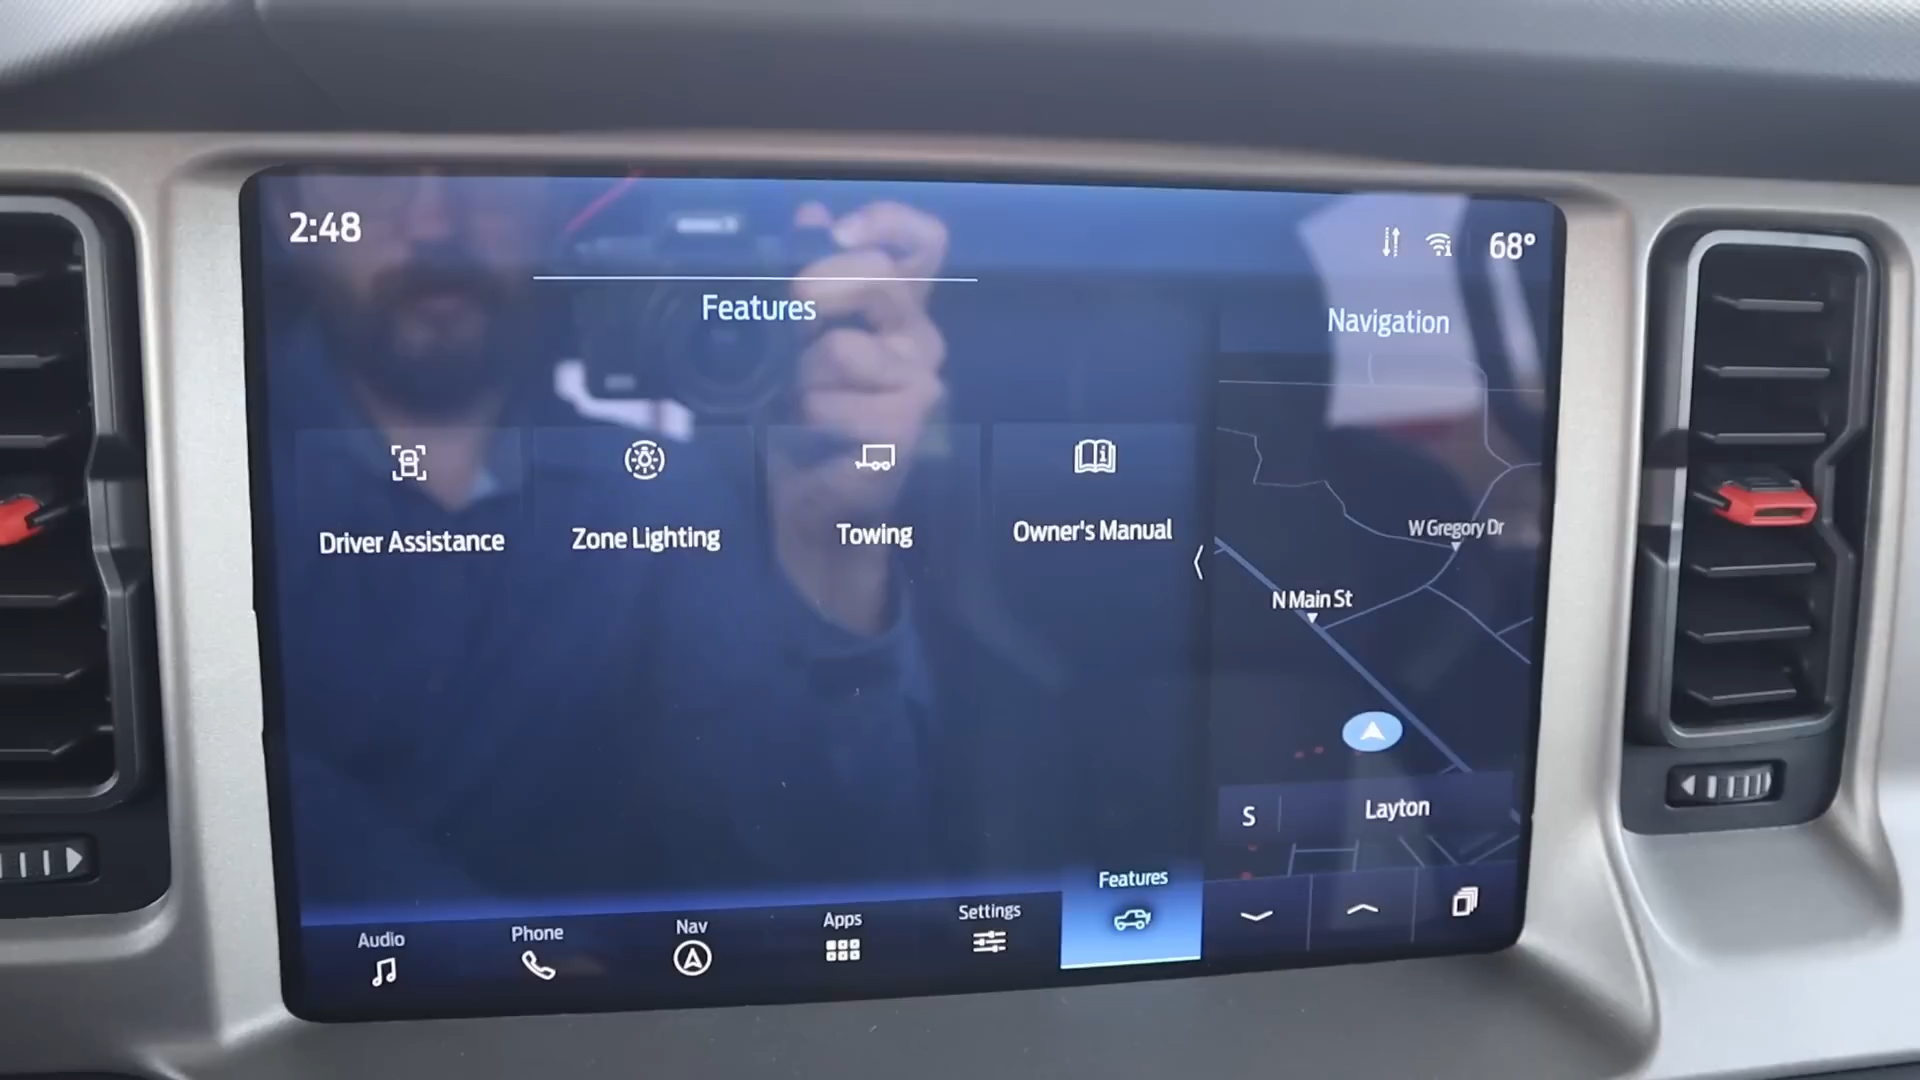 2:48
68°
Features
Navigation
Driver Assistance
Zone Lighting
Towing
Owner's Manual
W Gregory Dr
N Main St
S
Layton
Audio
Phone
Nav
Apps
Settings
Features